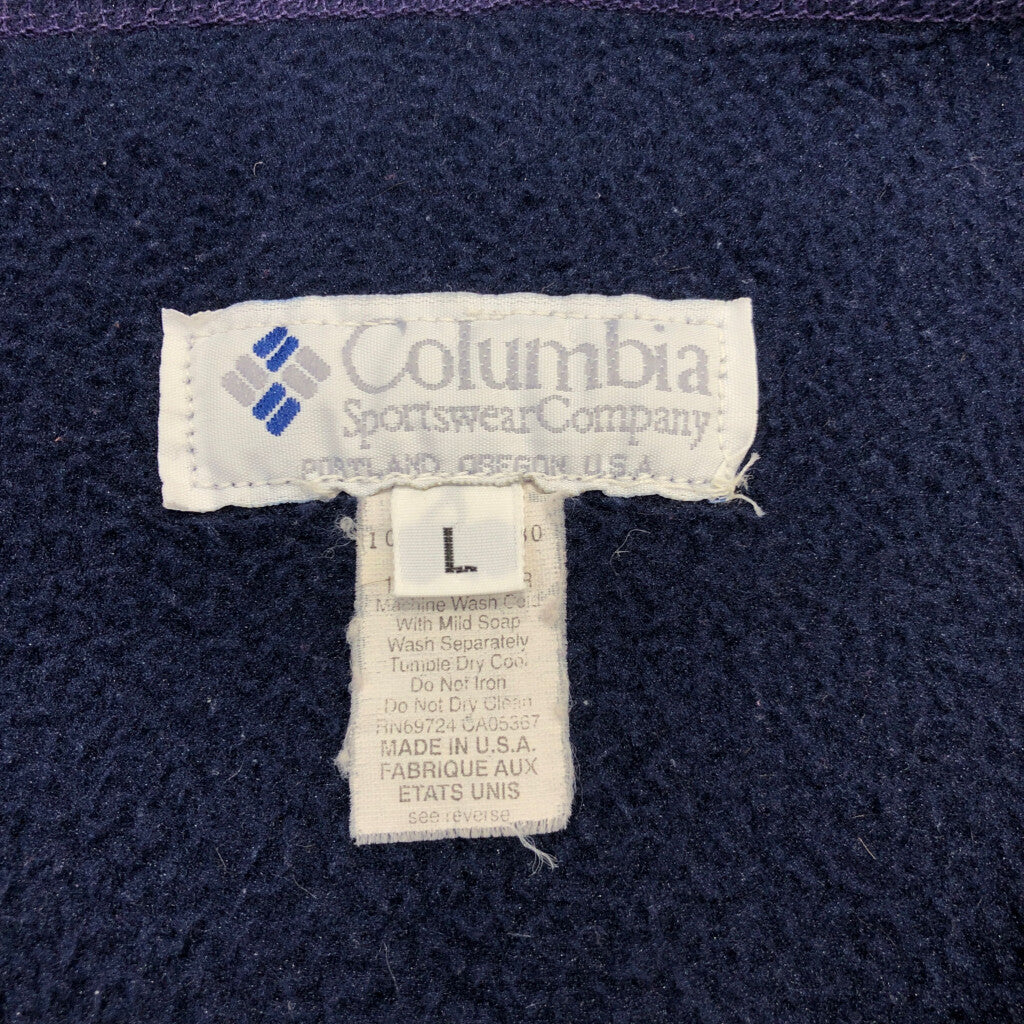 Columbia
Sportswear Company
PORTLAND, OREGON U.S.A.
L
Machine Wash Cold
With Mild Soap
Wash Separately
Tumble Dry Cool
Do Not Iron
Do Not Dry Clean
RN69724 CA05367
MADE IN U.S.A.
FABRIQUE AUX
ETATS UNIS
see reverse